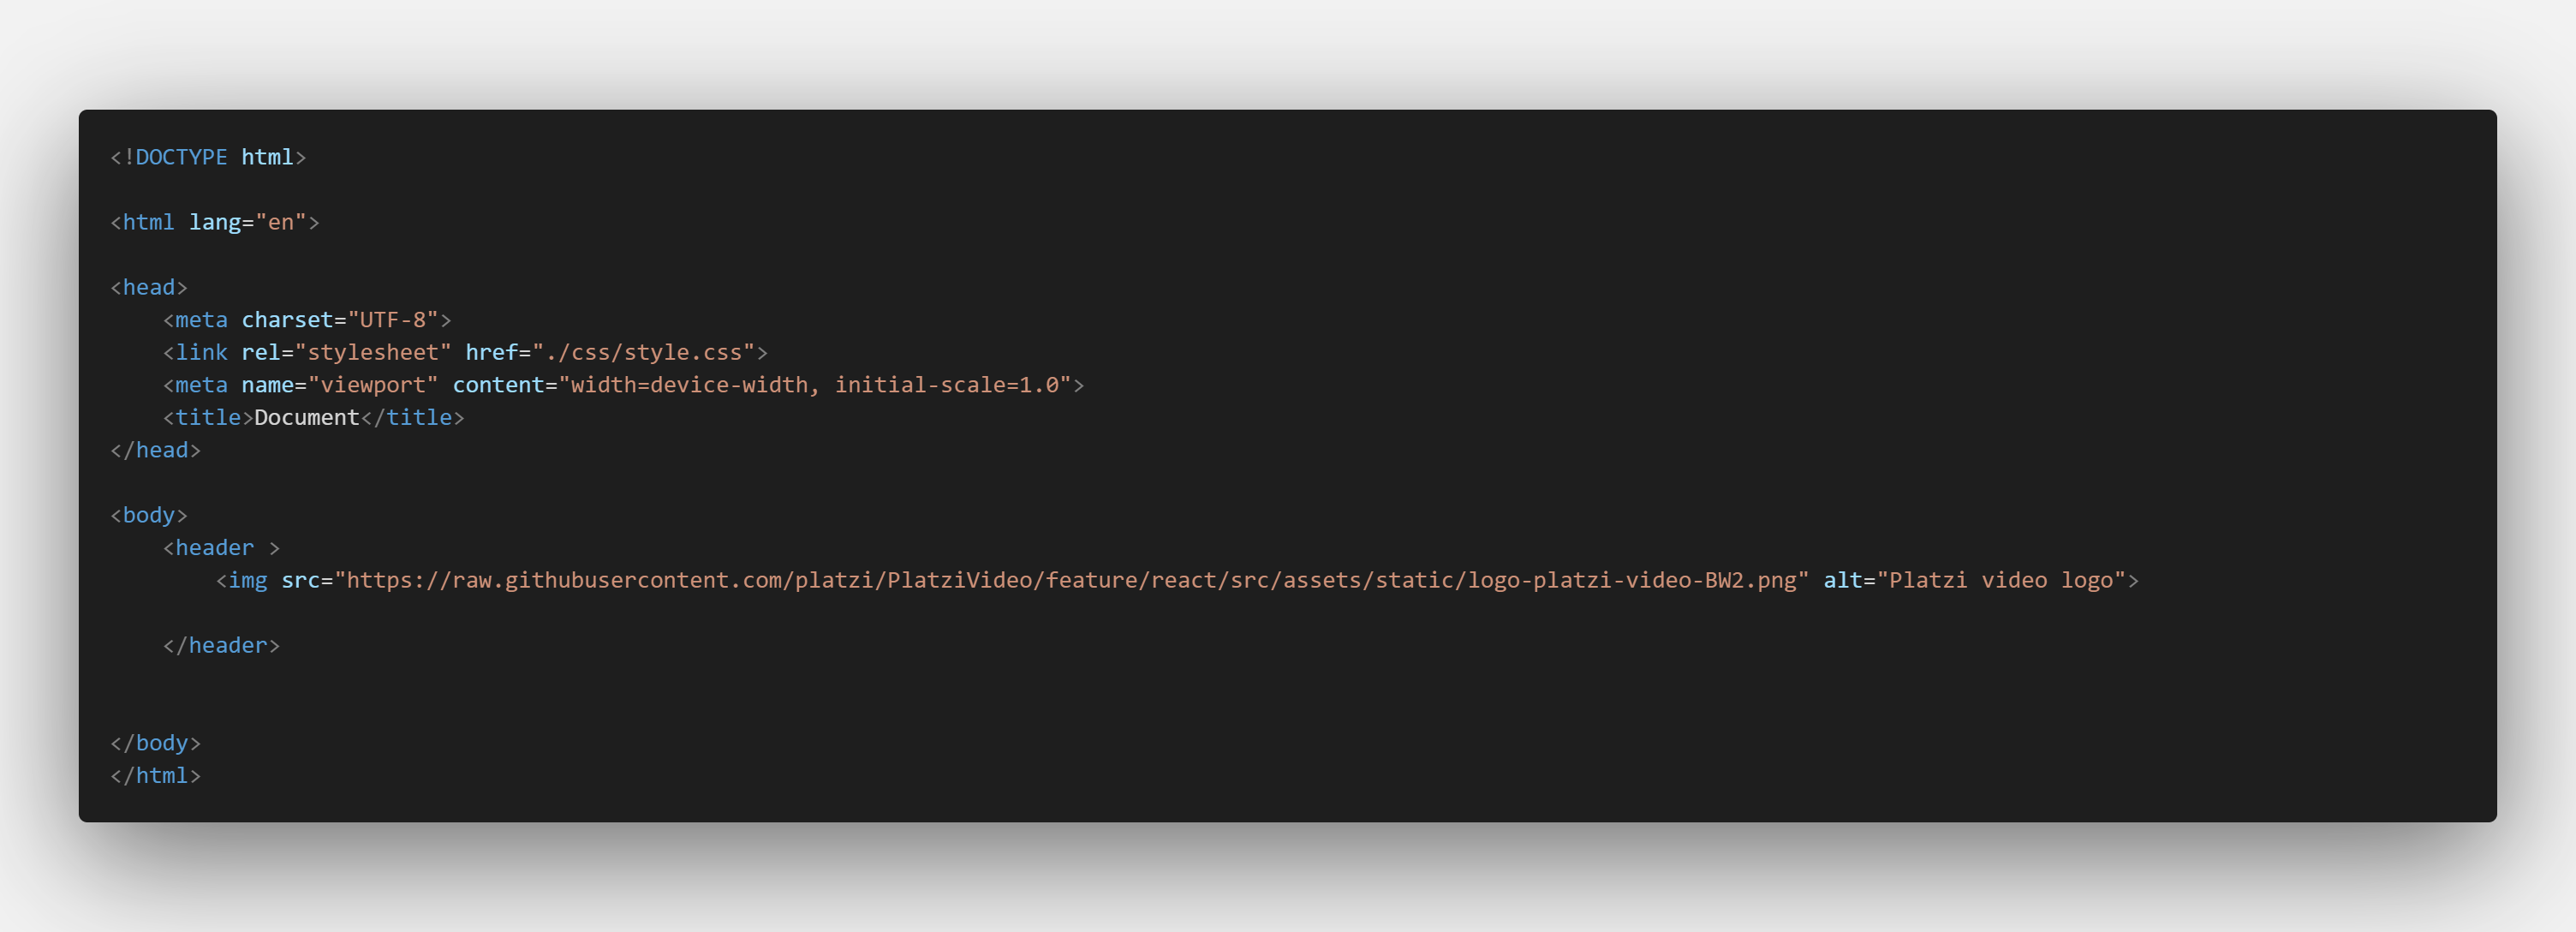 <!DOCTYPE html>
<html lang="en">
<head>
    <meta charset="UTF-8">
    <link rel="stylesheet" href="./css/style.css">
    <meta name="viewport" content="width=device-width, initial-scale=1.0">
    <title>Document</title>
</head>
<body>
    <header >
        <img src="https://raw.githubusercontent.com/platzi/PlatziVideo/feature/react/src/assets/static/logo-platzi-video-BW2.png" alt="Platzi video logo">
    </header>
</body>
</html>